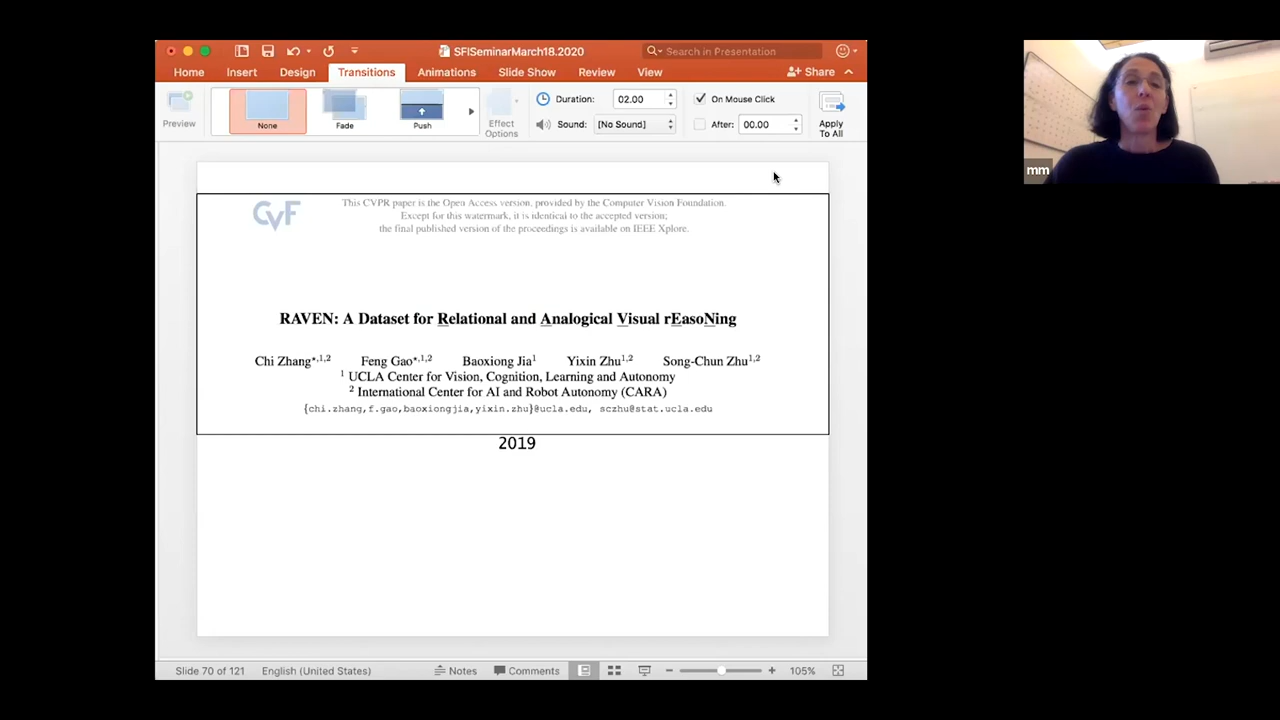 SFISeminarMarch18.2020
Search in Presentation
Home Insert Design Transitions Animations Slide Show Review View Share
Preview
None
Fade
Push
Effect Options
Duration: 02.00
Sound: [No Sound]
On Mouse Click
After: 00.00
Apply To All
CVF
This CVPR paper is the Open Access version, provided by the Computer Vision Foundation.
Except for this watermark, it is identical to the accepted version;
the final published version of the proceedings is available on IEEE Xplore.
RAVEN: A Dataset for Relational and Analogical Visual rEasoNing
Chi Zhang⋆,1,2 Feng Gao⋆,1,2 Baoxiong Jia1 Yixin Zhu1,2 Song-Chun Zhu1,2
1 UCLA Center for Vision, Cognition, Learning and Autonomy
2 International Center for AI and Robot Autonomy (CARA)
{chi.zhang,f.gao,baoxiongjia,yixin.zhu}@ucla.edu, sczhu@stat.ucla.edu
2019
Slide 70 of 121 English (United States) Notes Comments 105%
mm